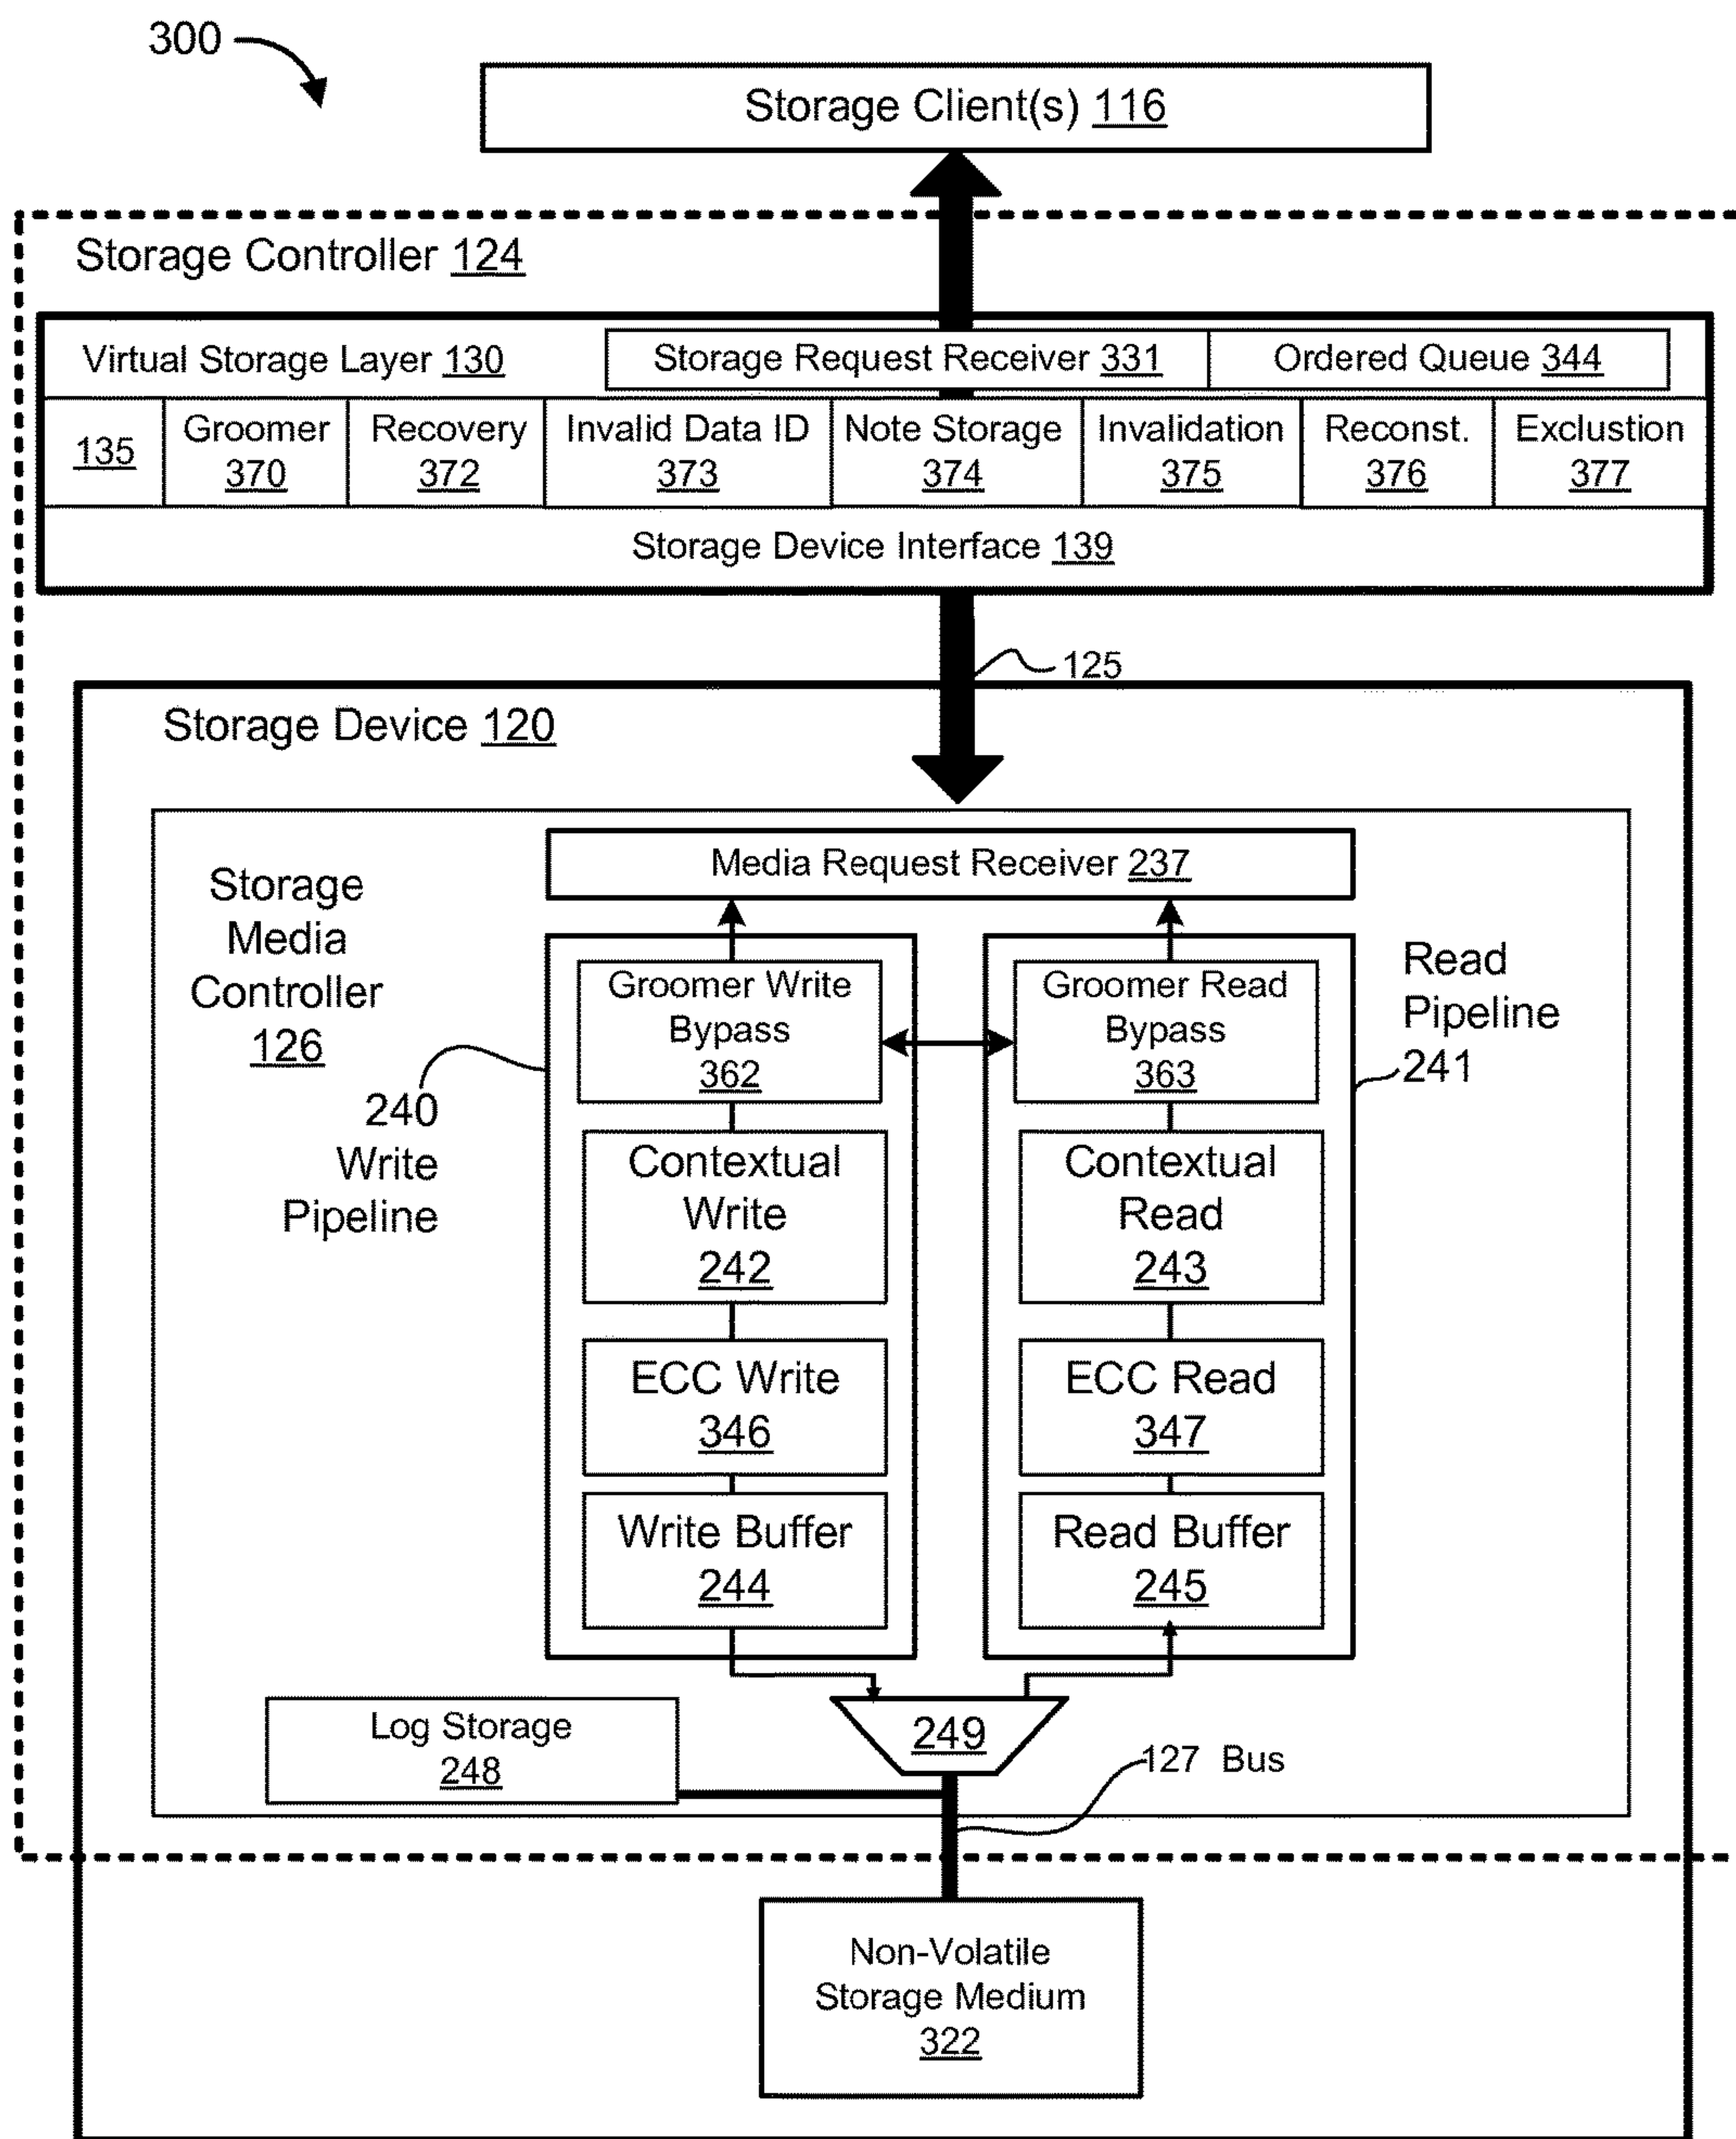 300
Storage Client(s) 116
Storage Controller 124
Virtual Storage Layer 130
Storage Request Receiver 331
Ordered Queue 344
135
Groomer
370
Recovery
372
Invalid Data ID
373
Note Storage
374
Invalidation
375
Reconst.
376
Exclustion
377
Storage Device Interface 139
125
Storage Device 120
Storage
Media
Controller
126
Media Request Receiver 237
240
Write
Pipeline
Groomer Write
Bypass
362
Groomer Read
Bypass
363
Read
Pipeline
241
Contextual
Write
242
Contextual
Read
243
ECC Write
346
ECC Read
347
Write Buffer
244
Read Buffer
245
Log Storage
248
249
127 Bus
Non-Volatile
Storage Medium
322